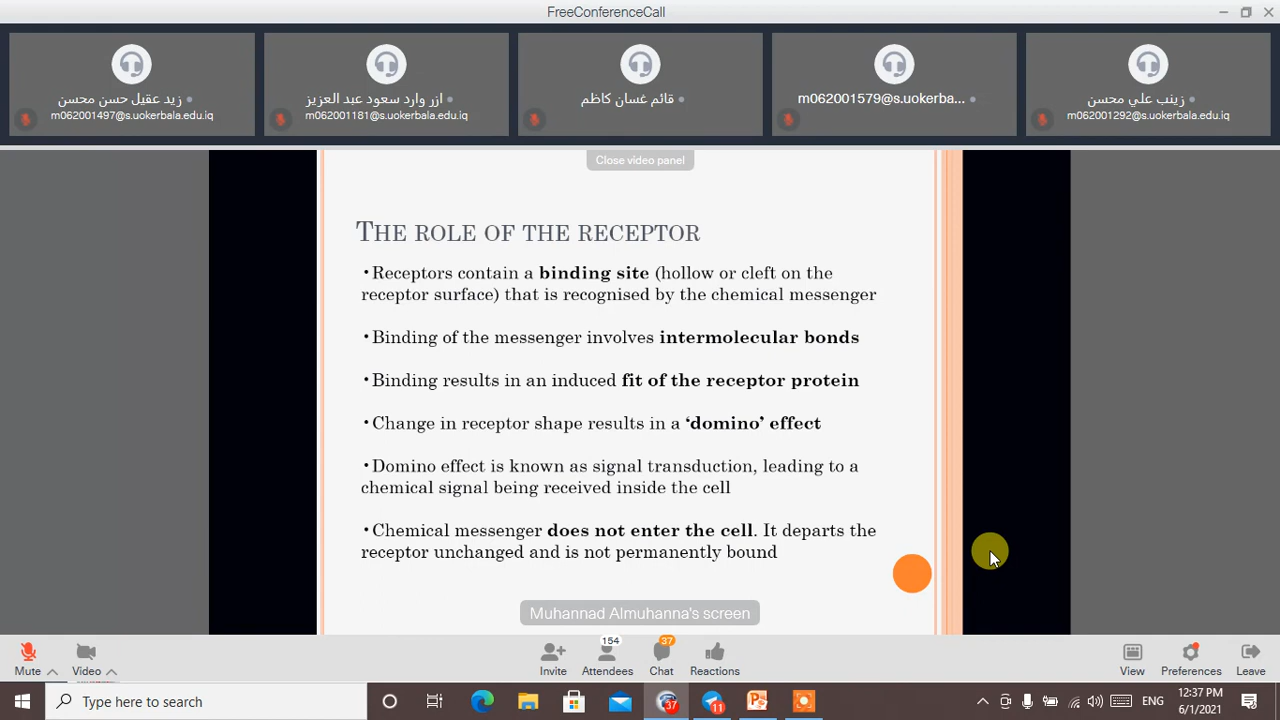 FreeConferenceCall
زيد عقيل حسن محسن
m062001497@s.uokerbala.edu.iq
ازر وارد سعود عبد العزيز
m062001181@s.uokerbala.edu.iq
قائم غسان كاظم
m062001579@s.uokerba...
زينب علي محسن
m062001292@s.uokerbala.edu.iq
Close video panel
THE ROLE OF THE RECEPTOR
•Receptors contain a binding site (hollow or cleft on the
receptor surface) that is recognised by the chemical messenger
•Binding of the messenger involves intermolecular bonds
•Binding results in an induced fit of the receptor protein
•Change in receptor shape results in a ‘domino’ effect
•Domino effect is known as signal transduction, leading to a
chemical signal being received inside the cell
•Chemical messenger does not enter the cell. It departs the
receptor unchanged and is not permanently bound
Muhannad Almuhanna's screen
154
37
Mute
Video
Invite
Attendees
Chat
Reactions
View
Preferences
Leave
Type here to search
37
11
ENG
12:37 PM
6/1/2021